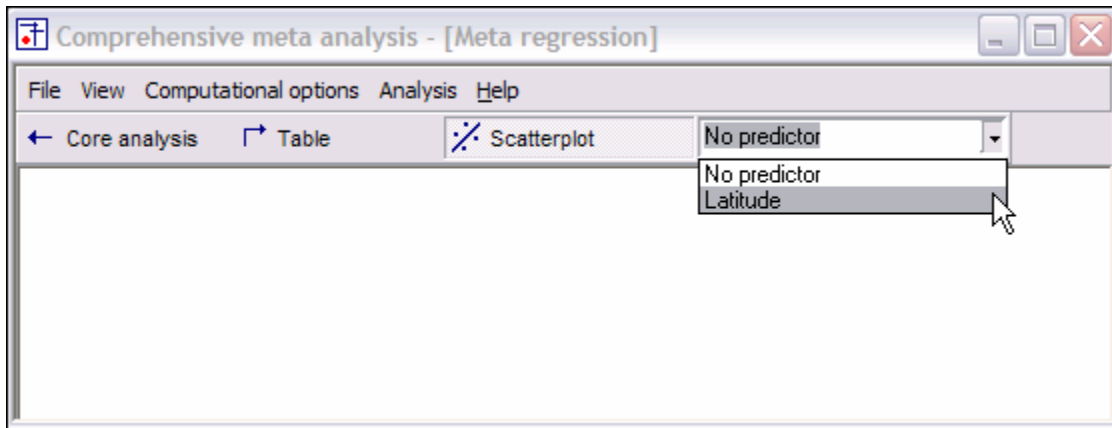 Comprehensive meta analysis - [Meta regression]
File View Computational options Analysis Help
Core analysis Table Scatterplot No predictor
No predictor
Latitude